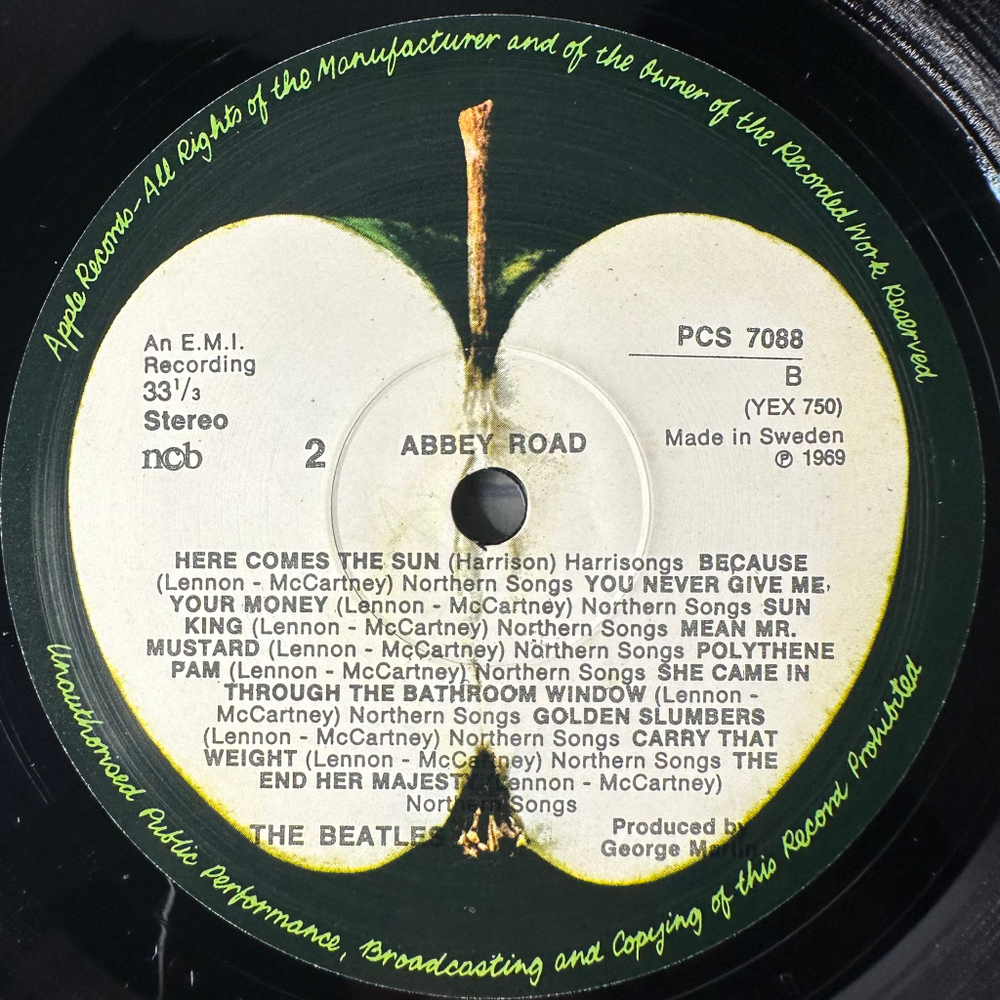 Apple Records-All Rights of the Manufacturer and of the Owner of the Recorded Work Reserved
An E.M.I.
Recording
33 1/3
Stereo
ncb
2
PCS 7088
B
(YEX 750)
Made in Sweden
℗ 1969
ABBEY ROAD
HERE COMES THE SUN (Harrison) Harrisongs BECAUSE
(Lennon - McCartney) Northern Songs YOU NEVER GIVE ME,
YOUR MONEY (Lennon - McCartney) Northern Songs SUN
KING (Lennon - McCartney) Northern Songs MEAN MR.
MUSTARD (Lennon - McCartney) Northern Songs POLYTHENE
PAM (Lennon - McCartney) Northern Songs SHE CAME IN
THROUGH THE BATHROOM WINDOW (Lennon -
McCartney) Northern Songs GOLDEN SLUMBERS
(Lennon - McCartney) Northern Songs CARRY THAT
WEIGHT (Lennon - McCartney) Northern Songs THE
END HER MAJESTY (Lennon - McCartney)
Northern Songs
THE BEATLES
Produced by
George Martin
Unauthorised Public Performance, Broadcasting and Copying of this Record Prohibited